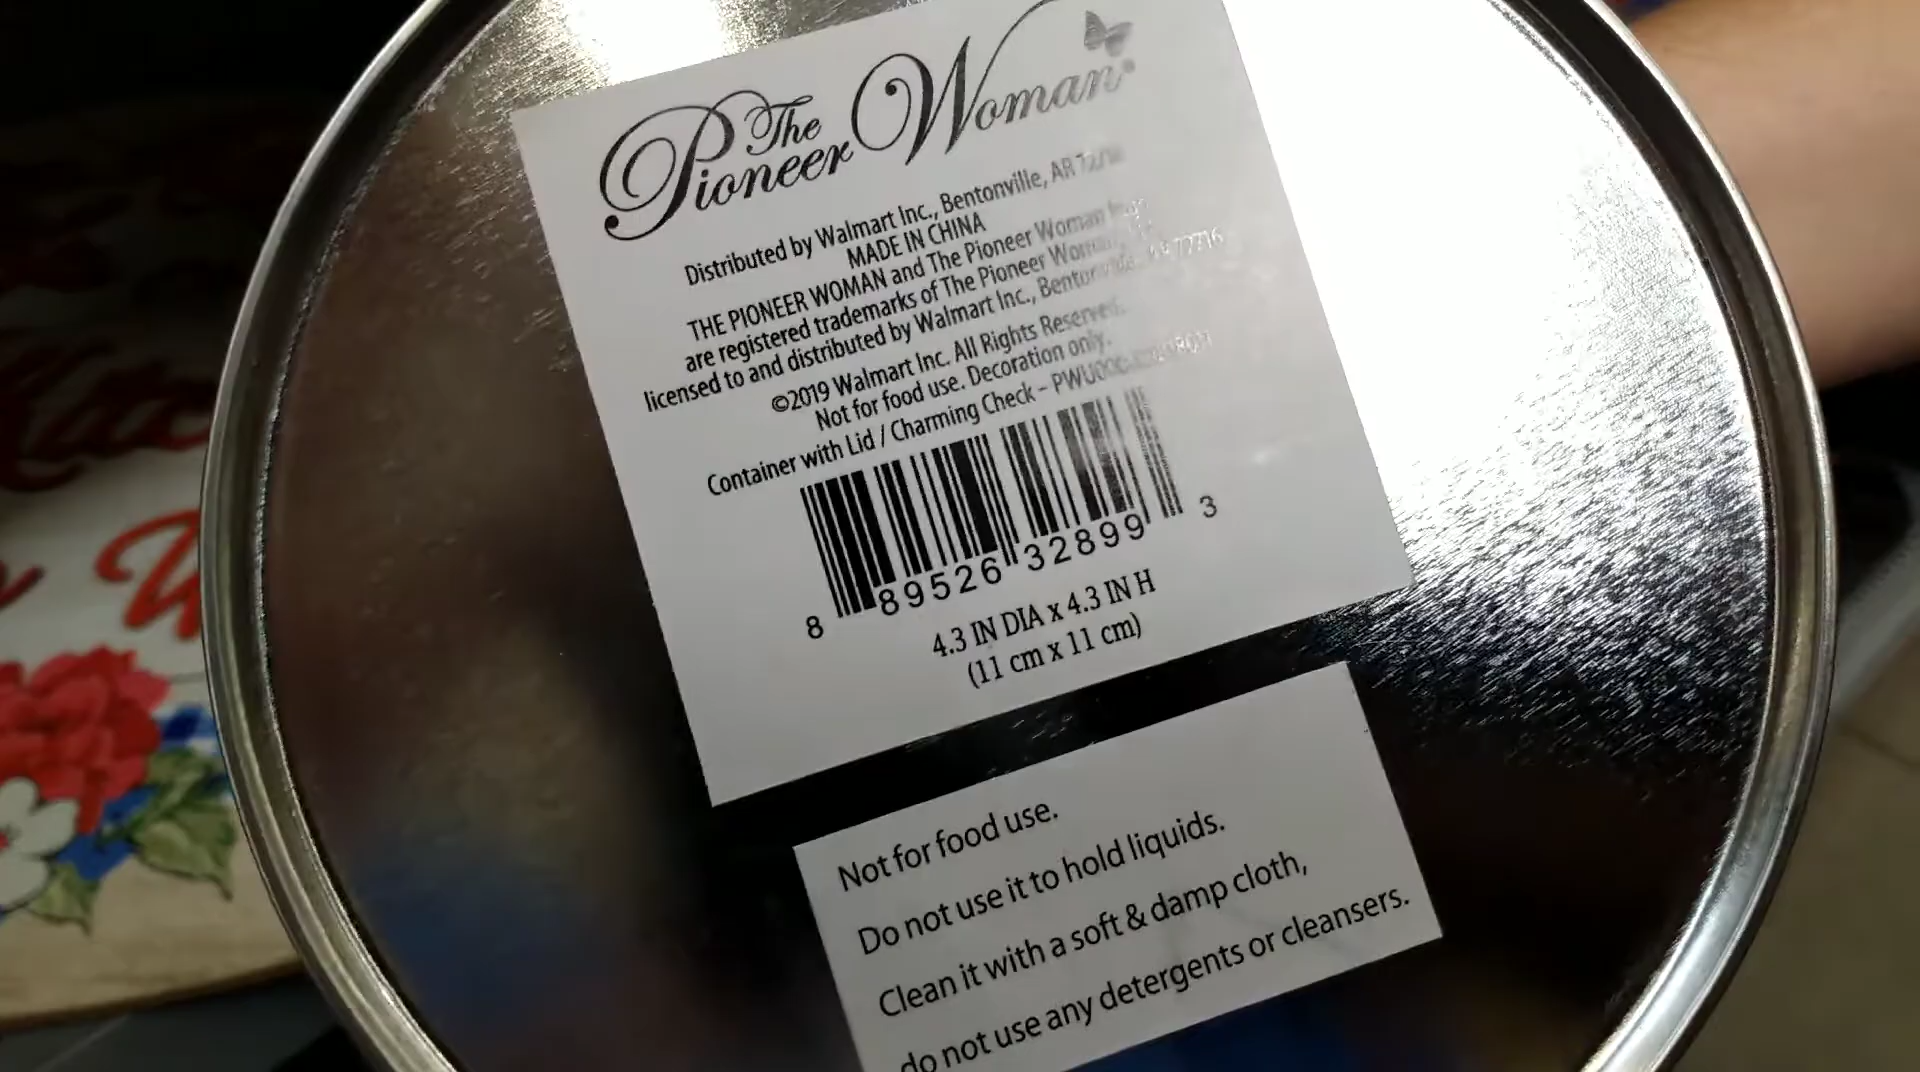 The
Pioneer Woman®
Distributed by Walmart Inc., Bentonville, AR
MADE IN CHINA
THE PIONEER WOMAN and The Pioneer Woman
are registered trademarks of The Pioneer Woman,
licensed to and distributed by Walmart Inc., Bentonville, 72716
©2019 Walmart Inc. All Rights Reserved.
Not for food use. Decoration only.
Container with Lid / Charming Check –
8 89526 32899 3
4.3 IN DIA x 4.3 IN H
(11 cm x 11 cm)
Not for food use.
Do not use it to hold liquids.
Clean it with a soft & damp cloth,
do not use any detergents or cleansers.